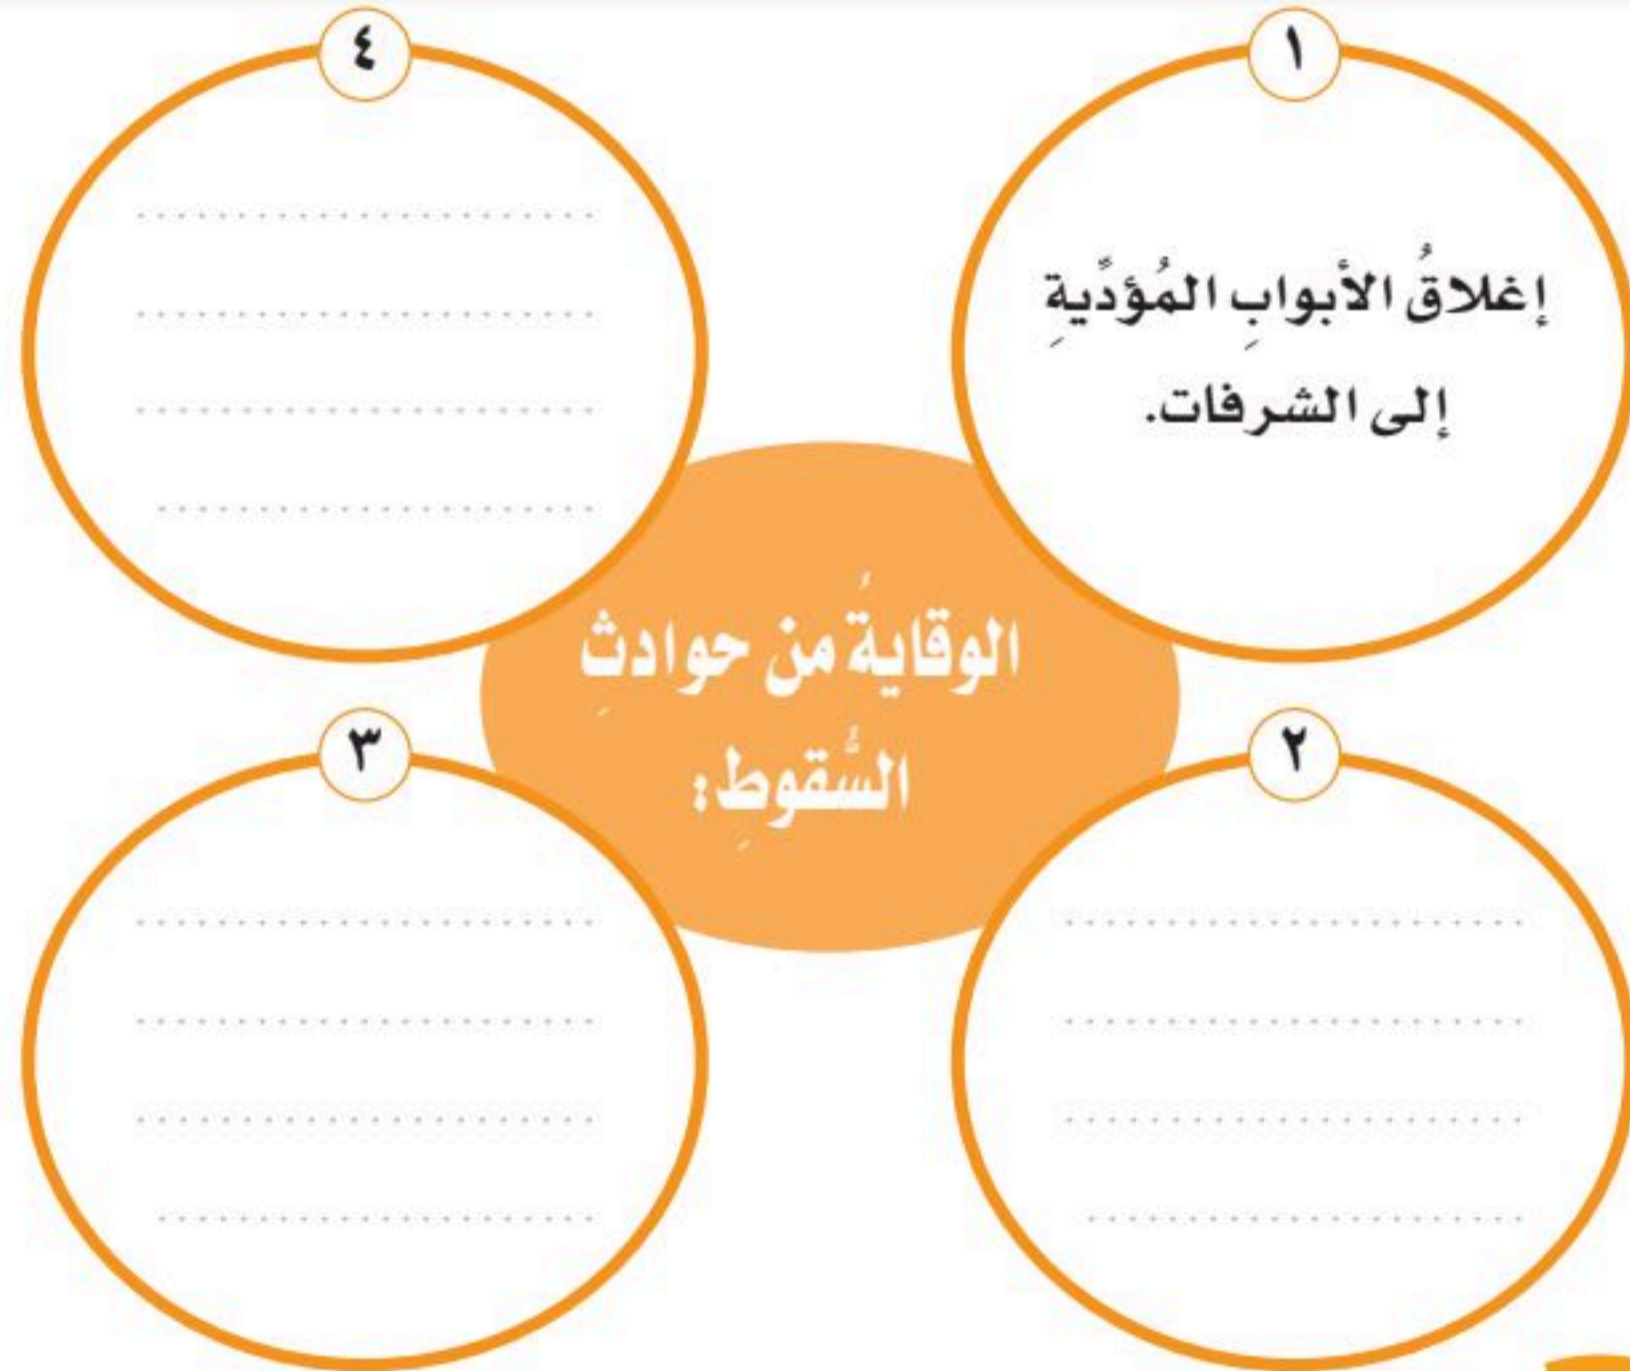 ١
إغلاقُ الأبوابِ المُؤدَّيةِ
إلى الشرفات.
٤
الوقايةُ من حوادثِ
السُّقوطِ:
٢
٣